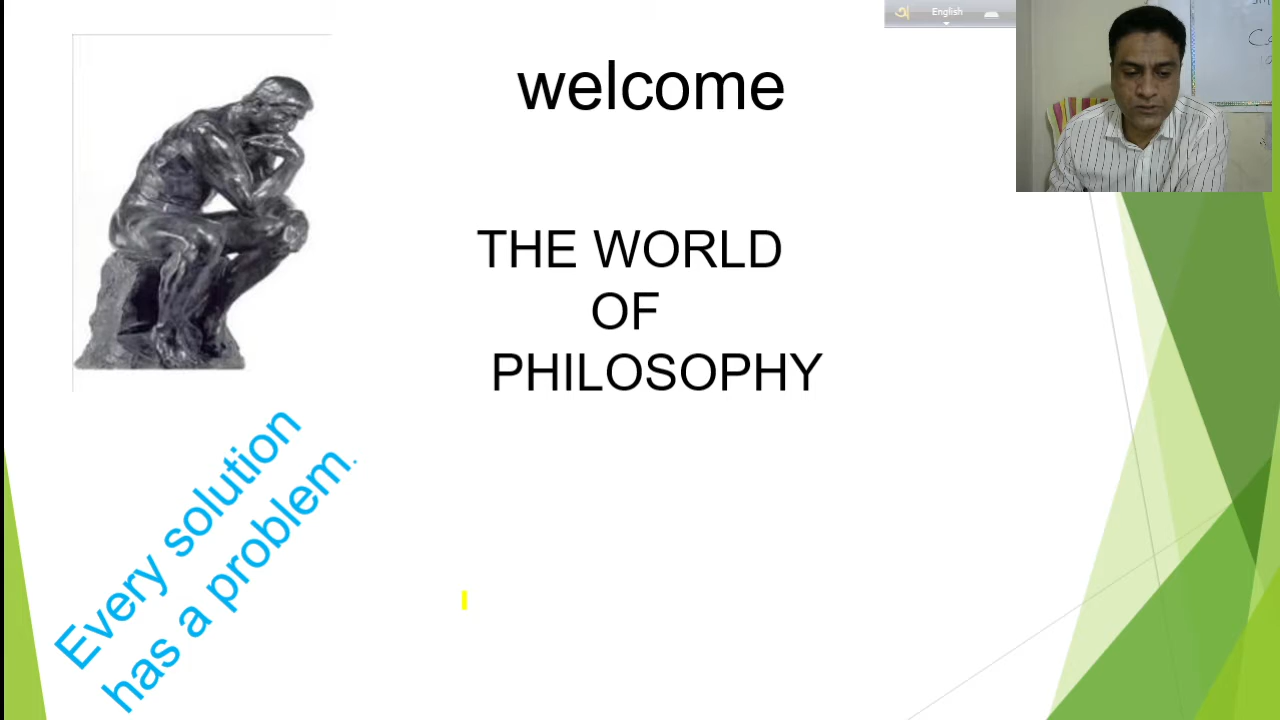 অ English
welcome
THE WORLD
OF
PHILOSOPHY
Every solution
has a problem.